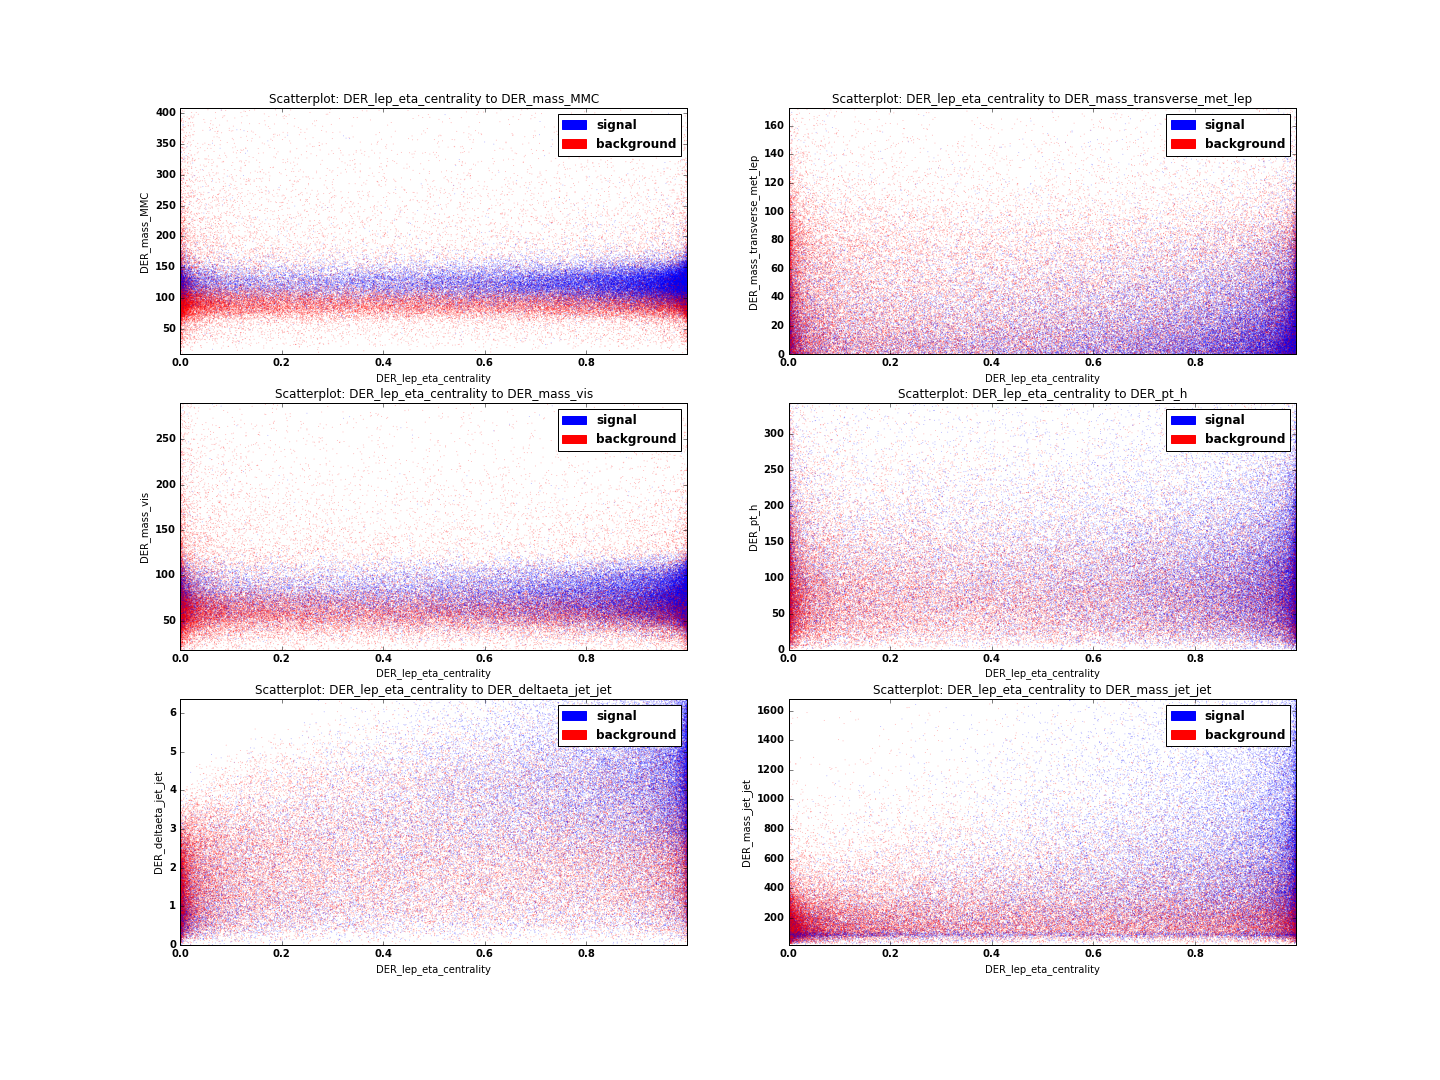 Scatterplot: DER_lep_eta_centrality to DER_mass_MMC
400
350
300
250
200
150
100
50
DER_mass_MMC
signal
background
0.0 0.2 0.4 0.6 0.8
DER_lep_eta_centrality
Scatterplot: DER_lep_eta_centrality to DER_mass_transverse_met_lep
160
140
120
100
80
60
40
20
0
DER_mass_transverse_met_lep
signal
background
0.0 0.2 0.4 0.6 0.8
DER_lep_eta_centrality
Scatterplot: DER_lep_eta_centrality to DER_mass_vis
250
200
150
100
50
DER_mass_vis
signal
background
0.0 0.2 0.4 0.6 0.8
DER_lep_eta_centrality
Scatterplot: DER_lep_eta_centrality to DER_pt_h
300
250
200
150
100
50
0
DER_pt_h
signal
background
0.0 0.2 0.4 0.6 0.8
DER_lep_eta_centrality
Scatterplot: DER_lep_eta_centrality to DER_deltaeta_jet_jet
6
5
4
3
2
1
0
DER_deltaeta_jet_jet
signal
background
0.0 0.2 0.4 0.6 0.8
DER_lep_eta_centrality
Scatterplot: DER_lep_eta_centrality to DER_mass_jet_jet
1600
1400
1200
1000
800
600
400
200
DER_mass_jet_jet
signal
background
0.0 0.2 0.4 0.6 0.8
DER_lep_eta_centrality